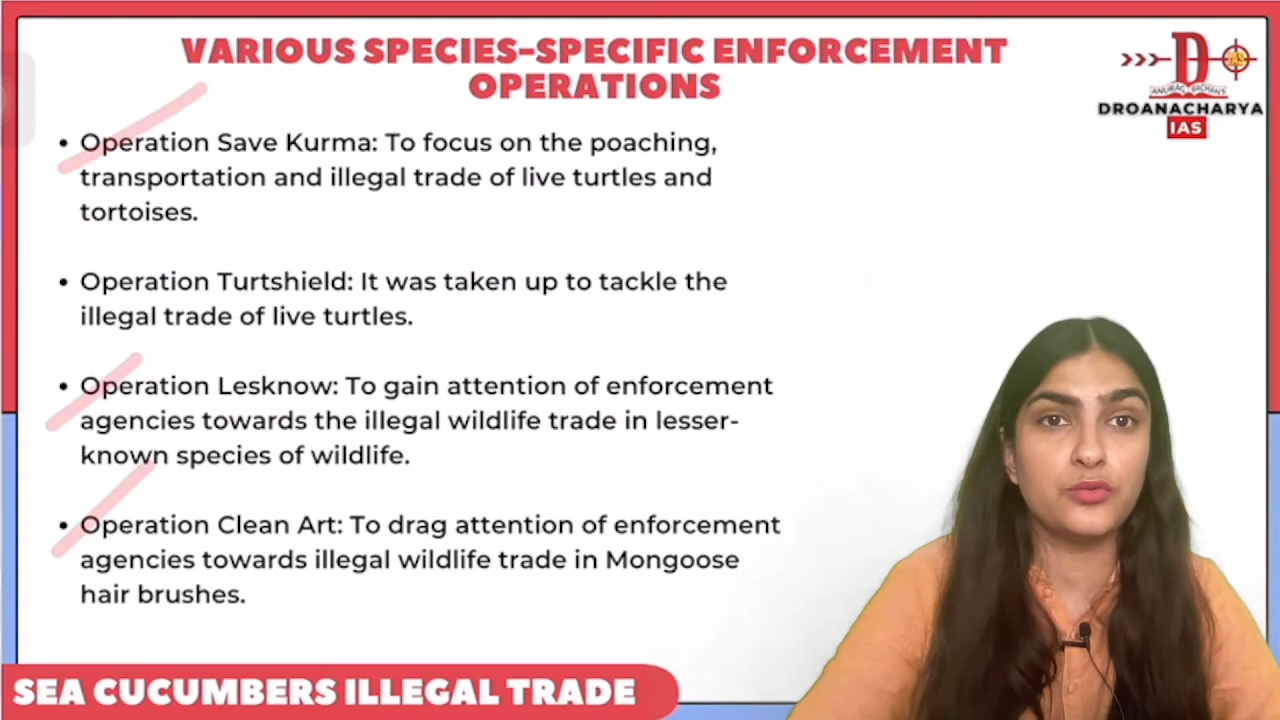 VARIOUS SPECIES-SPECIFIC ENFORCEMENT
OPERATIONS
D
IAS
ANURAG BACHAN'S
DROANACHARYA
IAS
• Operation Save Kurma: To focus on the poaching,
transportation and illegal trade of live turtles and
tortoises.
• Operation Turtshield: It was taken up to tackle the
illegal trade of live turtles.
• Operation Lesknow: To gain attention of enforcement
agencies towards the illegal wildlife trade in lesser-
known species of wildlife.
• Operation Clean Art: To drag attention of enforcement
agencies towards illegal wildlife trade in Mongoose
hair brushes.
SEA CUCUMBERS ILLEGAL TRADE